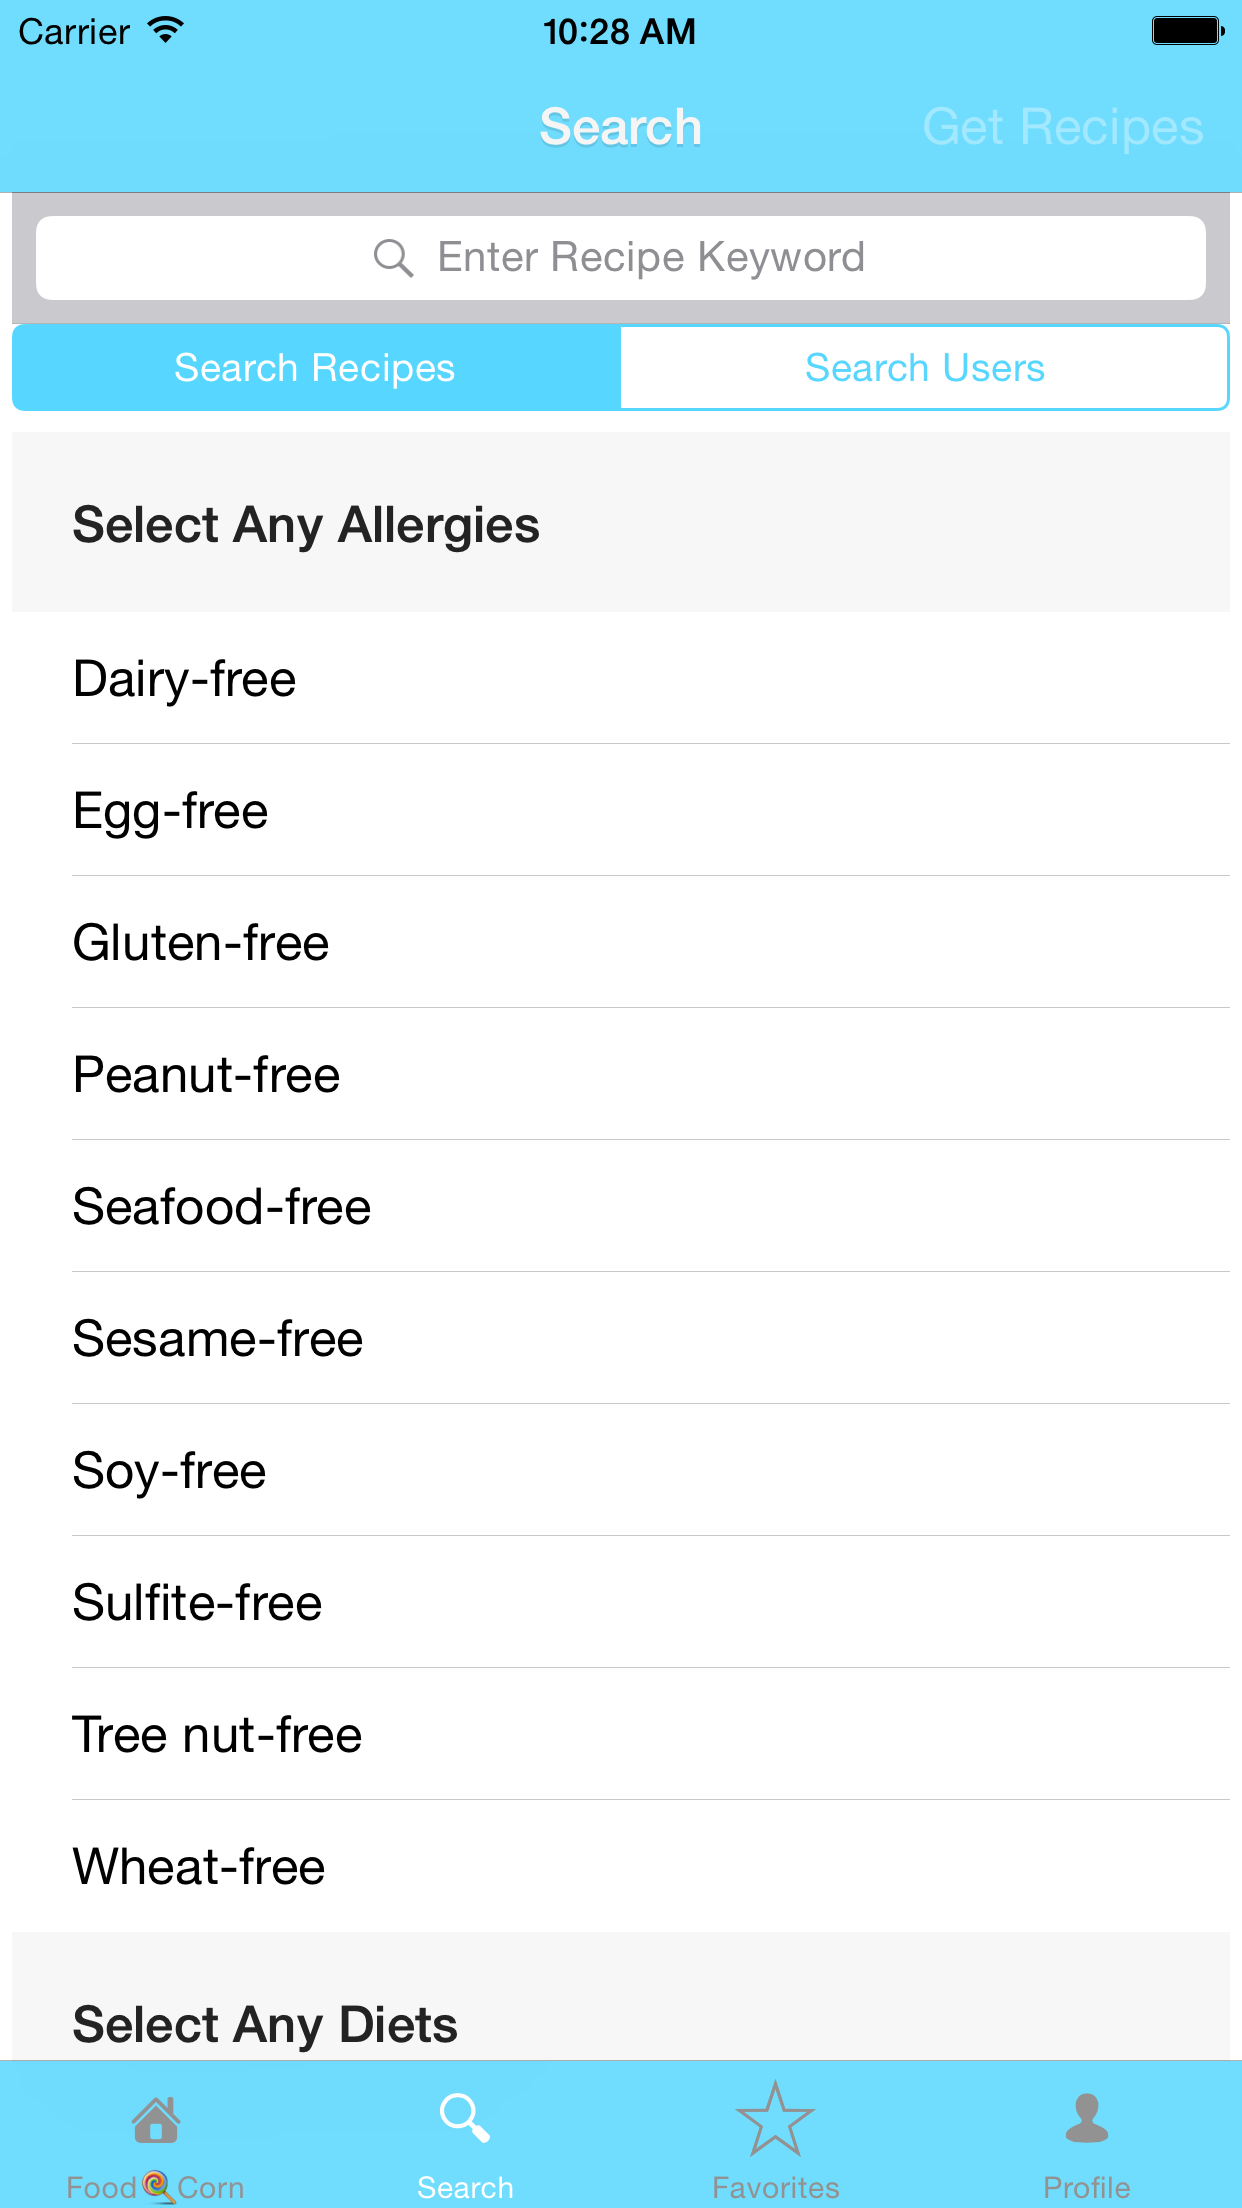 Carrier 10:28 AM
Search Get Recipes
Enter Recipe Keyword
Search Recipes Search Users
Select Any Allergies
Dairy-free
Egg-free
Gluten-free
Peanut-free
Seafood-free
Sesame-free
Soy-free
Sulfite-free
Tree nut-free
Wheat-free
Select Any Diets
Food🍭Corn Search Favorites Profile